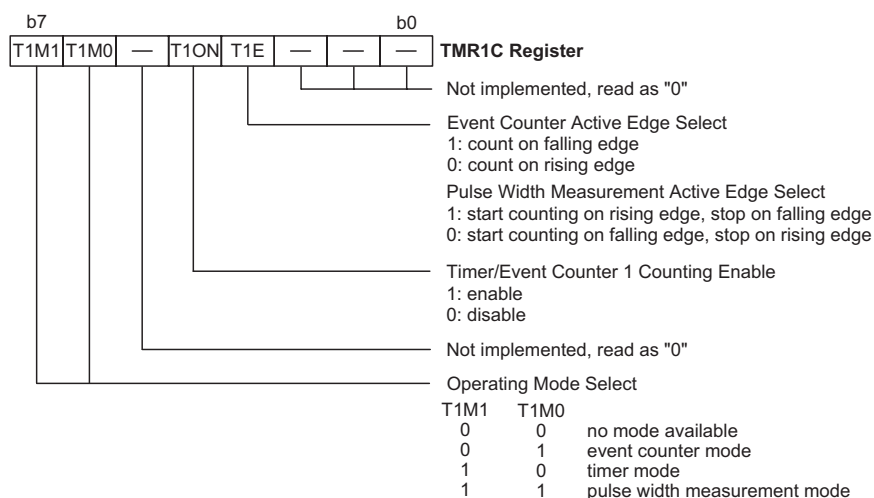 b7 b0
T1M1 T1M0 — T1ON T1E — — — TMR1C Register
Not implemented, read as "0"
Event Counter Active Edge Select
1: count on falling edge
0: count on rising edge
Pulse Width Measurement Active Edge Select
1: start counting on rising edge, stop on falling edge
0: start counting on falling edge, stop on rising edge
Timer/Event Counter 1 Counting Enable
1: enable
0: disable
Not implemented, read as "0"
Operating Mode Select
T1M1 T1M0
0 0 no mode available
0 1 event counter mode
1 0 timer mode
1 1 pulse width measurement mode